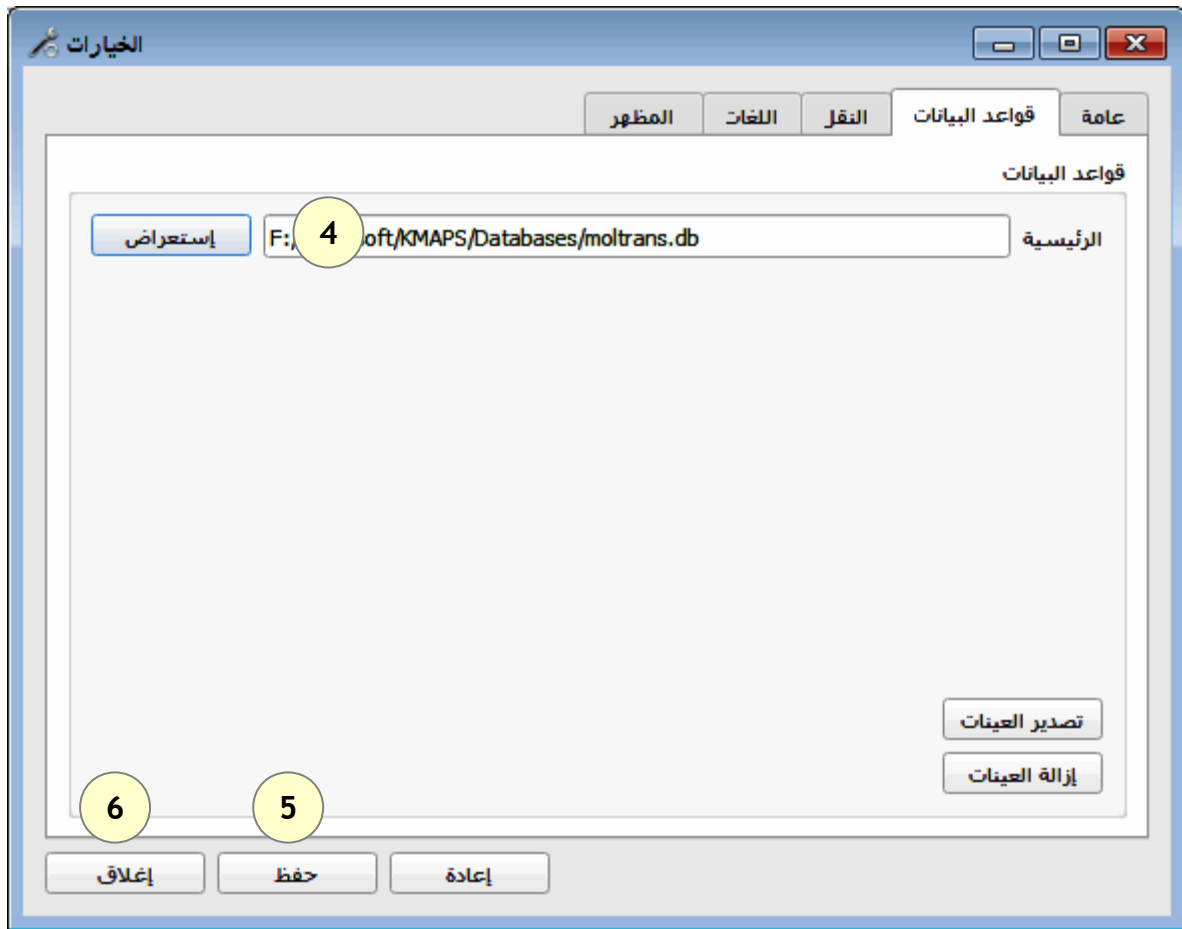 الخيارات
عامة
قواعد البيانات
النقل
اللغات
المظهر
قواعد البيانات
الرئيسية
F:/ oft/KMAPS/Databases/moltrans.db
4
إستعراض
تصدير العينات
إزالة العينات
إعادة
5
حفظ
6
إغلاق